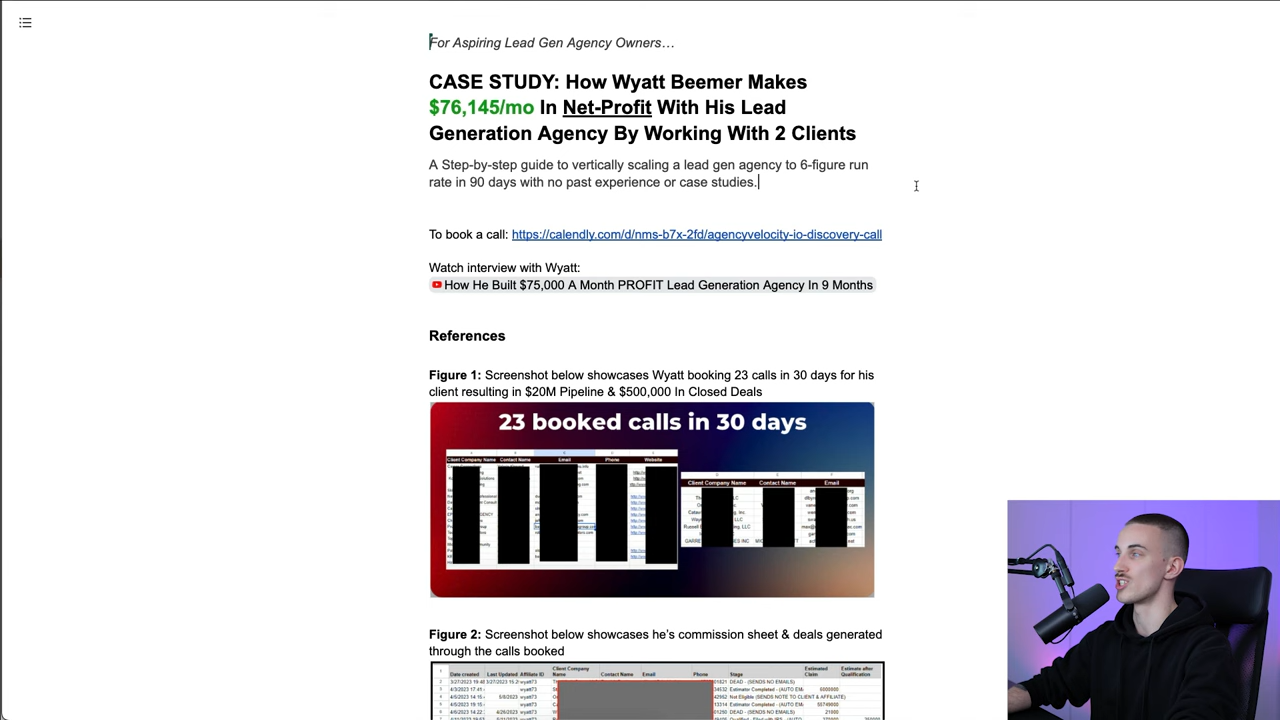 For Aspiring Lead Gen Agency Owners…
CASE STUDY: How Wyatt Beemer Makes
$76,145/mo In Net-Profit With His Lead
Generation Agency By Working With 2 Clients
A Step-by-step guide to vertically scaling a lead gen agency to 6-figure run
rate in 90 days with no past experience or case studies.
To book a call: https://calendly.com/d/nms-b7x-2fd/agencyvelocity-io-discovery-call
Watch interview with Wyatt:
How He Built $75,000 A Month PROFIT Lead Generation Agency In 9 Months
References
Figure 1: Screenshot below showcases Wyatt booking 23 calls in 30 days for his
client resulting in $20M Pipeline & $500,000 In Closed Deals
23 booked calls in 30 days
Client Company Name Contact Name Email Phone Website
Client Company Name Contact Name Email
Figure 2: Screenshot below showcases he's commission sheet & deals generated
through the calls booked
Date created Last Updated Affiliate ID Client Company Name Contact Name Email Phone Stage Estimated Claim Estimate after Qualification